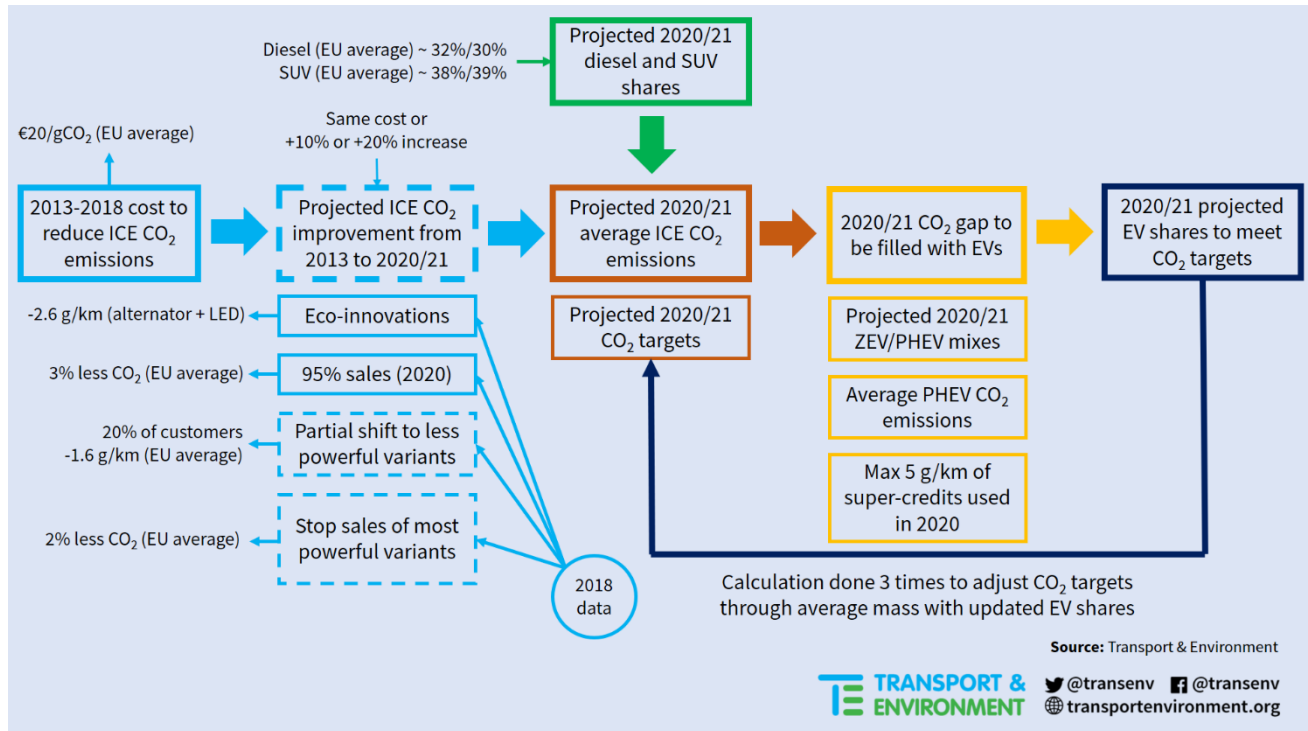 Diesel (EU average) ~ 32%/30%
SUV (EU average) ~ 38%/39%
Projected 2020/21
diesel and SUV
shares
€20/gCO₂ (EU average)
Same cost or
+10% or +20% increase
2013-2018 cost to
reduce ICE CO₂
emissions
Projected ICE CO₂
improvement from
2013 to 2020/21
Projected 2020/21
average ICE CO₂
emissions
2020/21 CO₂ gap to
be filled with EVs
2020/21 projected
EV shares to meet
CO₂ targets
-2.6 g/km (alternator + LED)
Eco-innovations
3% less CO₂ (EU average)
95% sales (2020)
20% of customers
-1.6 g/km (EU average)
Partial shift to less
powerful variants
2% less CO₂ (EU average)
Stop sales of most
powerful variants
2018
data
Projected 2020/21
CO₂ targets
Projected 2020/21
ZEV/PHEV mixes
Average PHEV CO₂
emissions
Max 5 g/km of
super-credits used
in 2020
Calculation done 3 times to adjust CO₂ targets
through average mass with updated EV shares
Source: Transport & Environment
TE TRANSPORT &
ENVIRONMENT
@transenv @transenv
transportenvironment.org